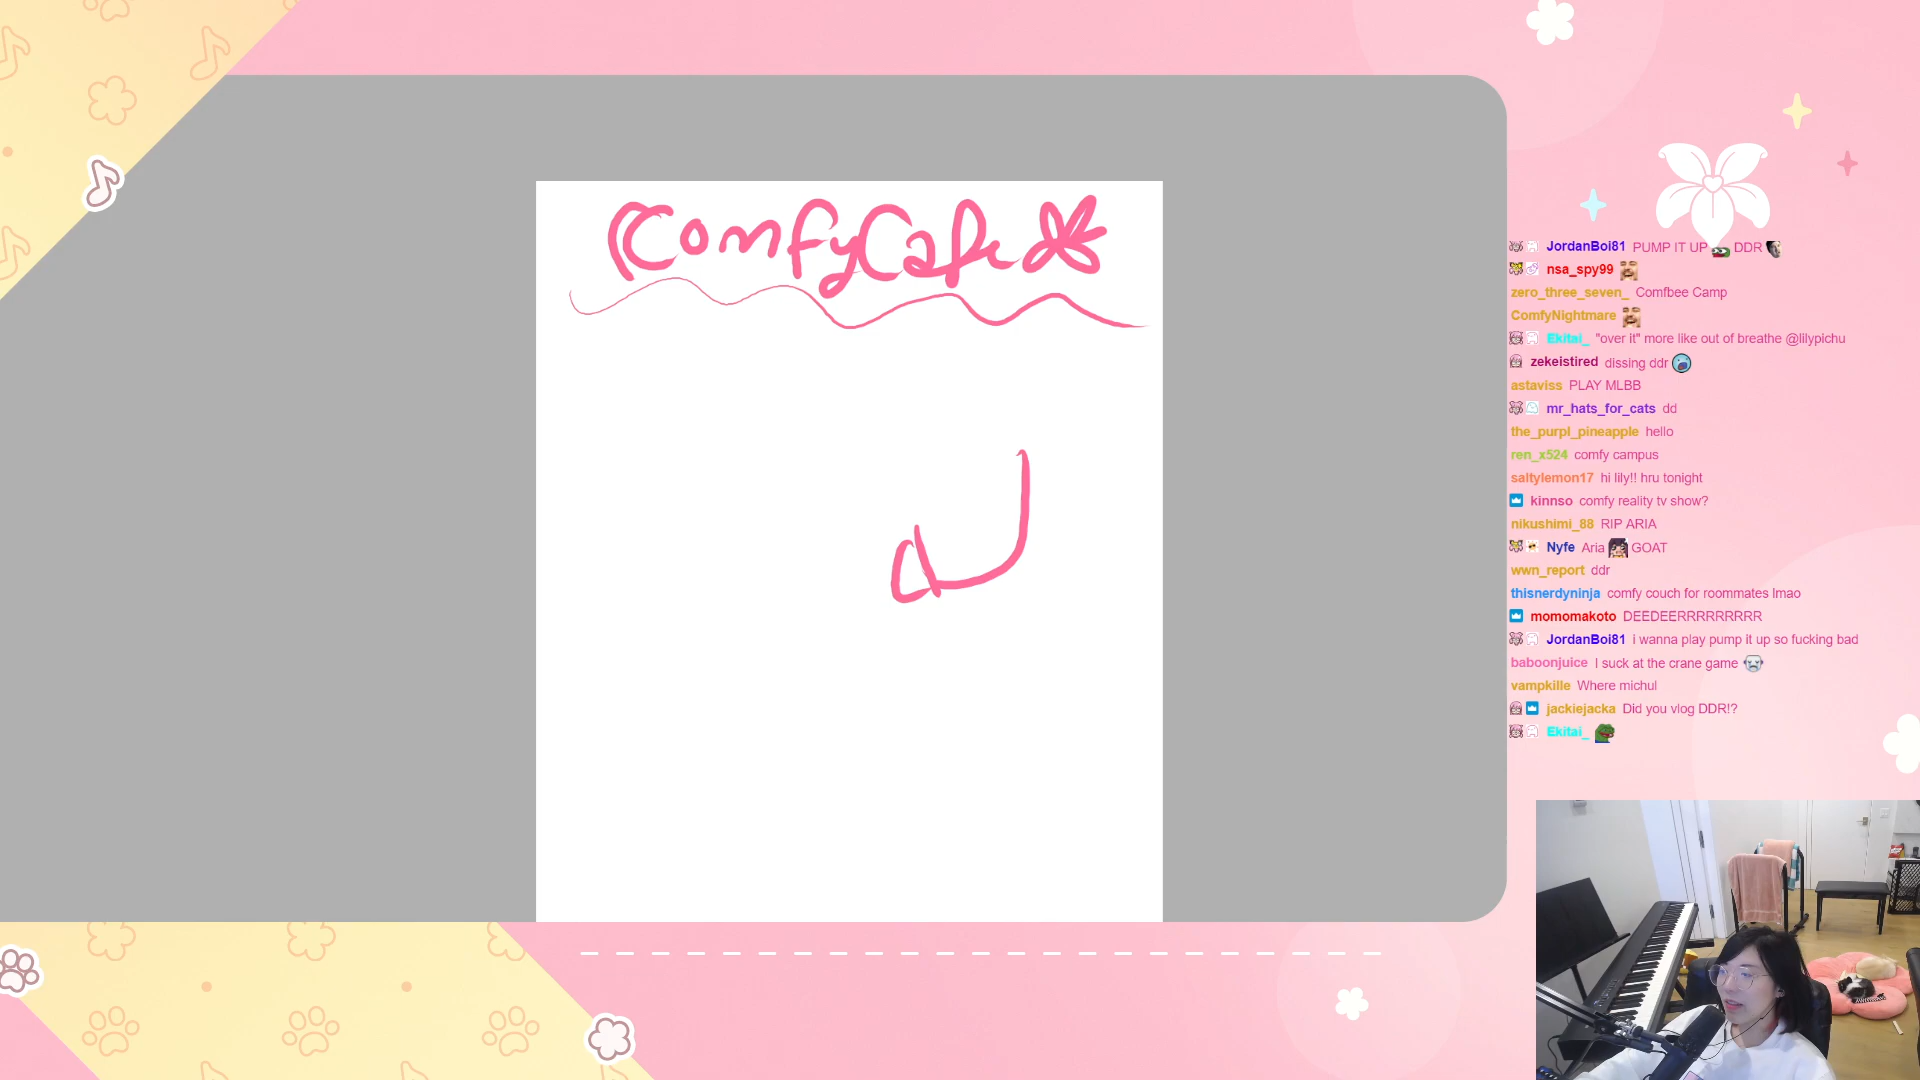 ComfyCafe
JordanBoi81 PUMP IT UP DDR
nsa_spy99
zero_three_seven_ Comfbee Camp
ComfyNightmare
Ekitai_ "over it" more like out of breathe @lilypichu
zekeistired dissing ddr
astaviss PLAY MLBB
mr_hats_for_cats dd
the_purpl_pineapple hello
ren_x524 comfy campus
saltylemon17 hi lily!! hru tonight
kinnso comfy reality tv show?
nikushimi_88 RIP ARIA
Nyfe Aria GOAT
wwn_report ddr
thisnerdyninja comfy couch for roommates lmao
momomakoto DEEDEERRRRRRRRR
JordanBoi81 i wanna play pump it up so fucking bad
baboonjuice I suck at the crane game
vampkille Where michul
jackiejacka Did you vlog DDR!?
Ekitai_